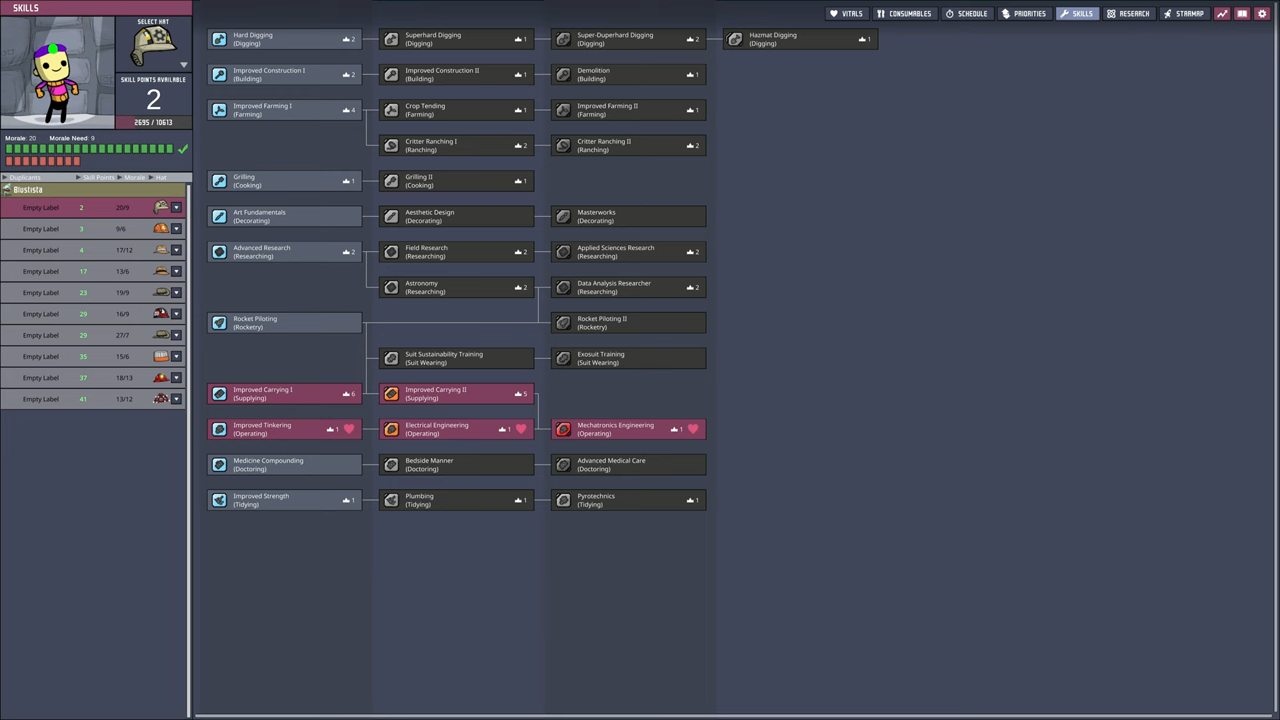 SKILLS
VITALS
CONSUMABLES
SCHEDULE
PRIORITIES
SKILLS
RESEARCH
STARMAP
SELECT HAT
SKILL POINTS
AVAILABLE
2
2695 / 10613
Morale: 20 Morale Need: 9
Duplicants Skill Points Morale Hat
Blustista
Empty Label 2 20/9
Empty Label 3 9/6
Empty Label 4 17/12
Empty Label 17 13/6
Empty Label 23 19/9
Empty Label 29 16/9
Empty Label 29 27/7
Empty Label 35 15/6
Empty Label 37 18/13
Empty Label 41 13/12
Hard Digging
(Digging)
2
Superhard Digging
(Digging)
1
Super-Duperhard Digging
(Digging)
2
Hazmat Digging
(Digging)
1
Improved Construction I
(Building)
2
Improved Construction II
(Building)
1
Demolition
(Building)
1
Improved Farming I
(Farming)
4
Crop Tending
(Farming)
1
Improved Farming II
(Farming)
1
Critter Ranching I
(Ranching)
2
Critter Ranching II
(Ranching)
2
Grilling
(Cooking)
1
Grilling II
(Cooking)
1
Art Fundamentals
(Decorating)
Aesthetic Design
(Decorating)
Masterworks
(Decorating)
Advanced Research
(Researching)
2
Field Research
(Researching)
2
Applied Sciences Research
(Researching)
2
Astronomy
(Researching)
2
Data Analysis Researcher
(Researching)
2
Rocket Piloting
(Rocketry)
Rocket Piloting II
(Rocketry)
Suit Sustainability Training
(Suit Wearing)
Exosuit Training
(Suit Wearing)
Improved Carrying I
(Supplying)
6
Improved Carrying II
(Supplying)
5
Improved Tinkering
(Operating)
1
Electrical Engineering
(Operating)
1
Mechatronics Engineering
(Operating)
1
Medicine Compounding
(Doctoring)
Bedside Manner
(Doctoring)
Advanced Medical Care
(Doctoring)
Improved Strength
(Tidying)
1
Plumbing
(Tidying)
1
Pyrotechnics
(Tidying)
1